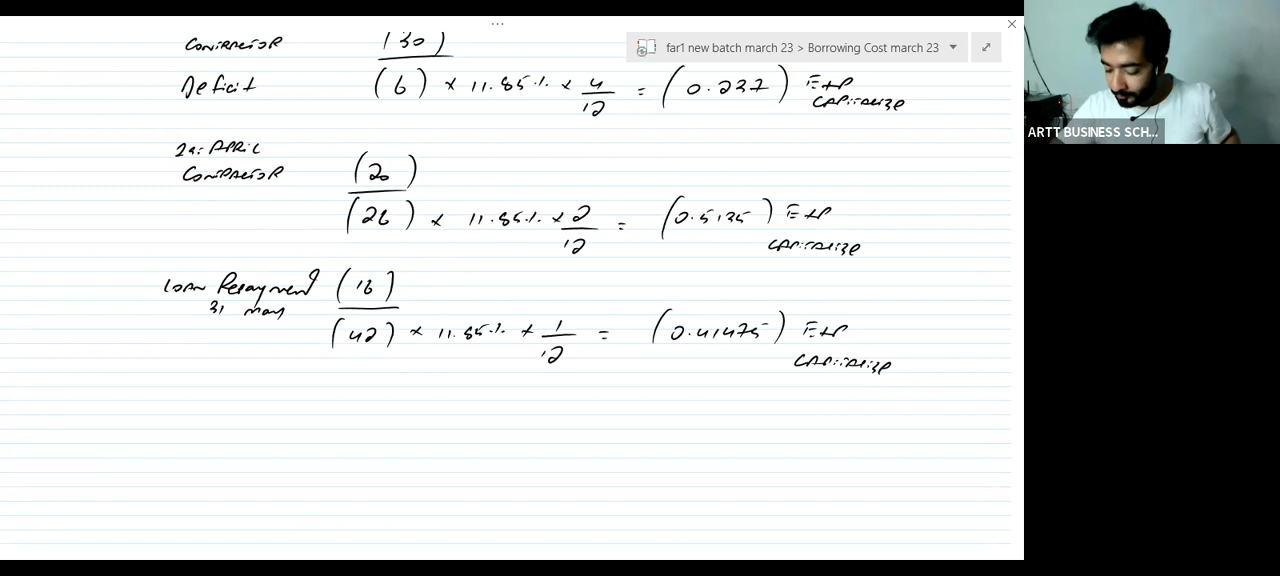 far1 new batch march 23 > Borrowing Cost march 23
CONTRACTOR (30)
Deficit (6) × 11.85% × 4/12 = (0.237) EXP CAPITALIZE
APRIL
CONTRACTOR (20)
(26) × 11.85% × 2/12 = (0.5135) EXP CAPITALIZE
LOAN Repayment (16)
31 may
(42) × 11.85% × 1/12 = (0.41475) EXP CAPITALIZE
ARTT BUSINESS SCH...